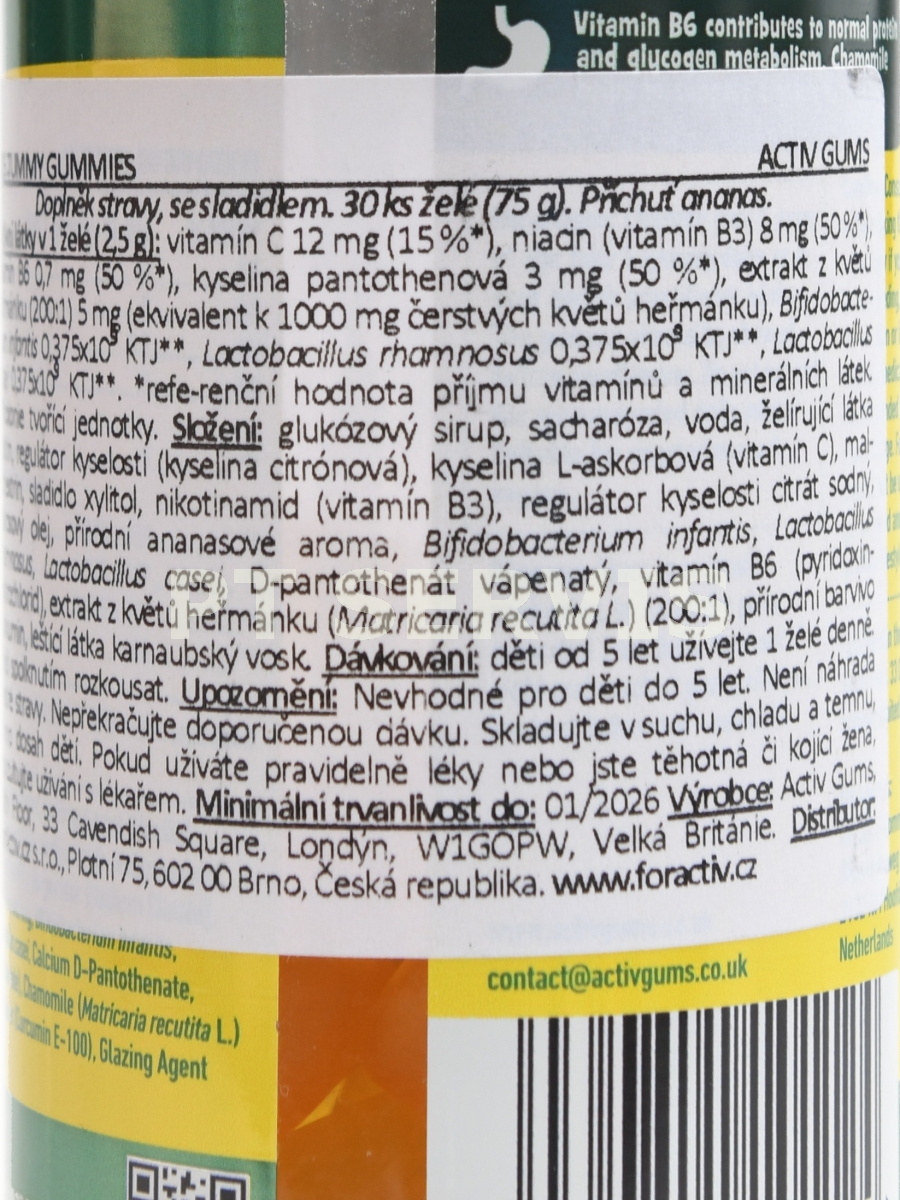 Vitamin B6 contributes to normal protein
and glycogen metabolism. Chamomile
GUMMIES
ACTIV GUMS
Doplněk stravy, se sladidlem. 30 ks želé (75 g). Příchuť ananas.
látky v 1 želé (2,5 g): vitamín C 12 mg (15 %*), niacin (vitamín B3) 8 mg (50%*),
B6 0,7 mg (50 %*), kyselina pantothenová 3 mg (50 %*), extrakt z květů
(200:1) 5 mg (ekvivalent k 1000 mg čerstvých květů heřmánku), Bifidobacte-
0,375x10⁹ KTJ**, Lactobacillus rhamnosus 0,375x10⁹ KTJ**, Lactobacillus
KTJ**. *refe-renční hodnota příjmu vitamínů a minerálních látek.
tvořící jednotky. Složení: glukózový sirup, sacharóza, voda, želírující látka
regulátor kyselosti (kyselina citrónová), kyselina L-askorbová (vitamín C), mal-
sladidlo xylitol, nikotinamid (vitamín B3), regulátor kyselosti citrát sodný,
olej, přírodní ananasové aroma, Bifidobacterium infantis, Lactobacillus
Lactobacillus casei, D-pantothenát vápenatý, vitamín B6 (pyridoxin-
extrakt z květů heřmánku (Matricaria recutita L.) (200:1), přírodní barvivo
leštící látka karnaubský vosk. Dávkování: děti od 5 let užívejte 1 želé denně.
rozkousat. Upozornění: Nevhodné pro děti do 5 let. Není náhrada
stravy. Nepřekračujte doporučenou dávku. Skladujte v suchu, chladu a temnu,
dosah dětí. Pokud užíváte pravidelně léky nebo jste těhotná či kojící žena,
užívání s lékařem. Minimální trvanlivost do: 01/2026 Výrobce: Activ Gums,
Floor, 33 Cavendish Square, Londýn, W1GOPW, Velká Británie. Distributor:
s.r.o., Plotní 75, 602 00 Brno, Česká republika. www.foractiv.cz
RT SERVIS
Calcium D-Pantothenate,
Chamomile (Matricaria recutita L.)
Curcumin E-100), Glazing Agent
contact@activgums.co.uk
Netherlands